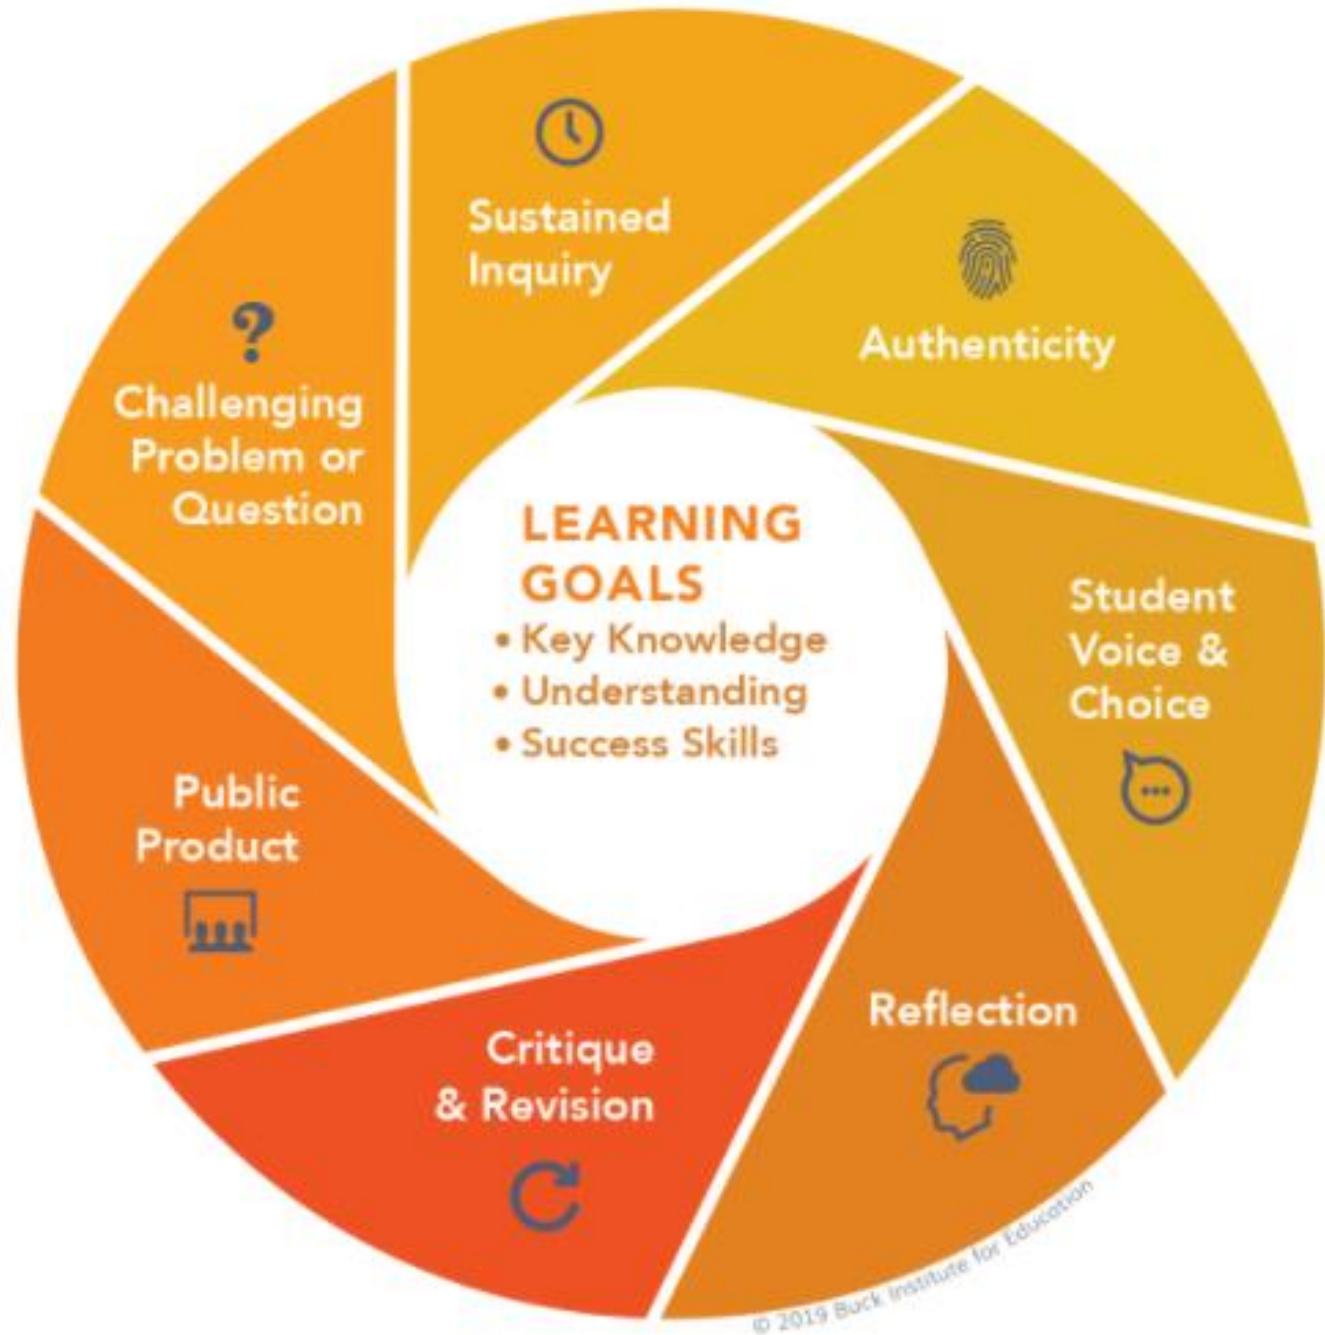 Sustained
Inquiry
Authenticity
Student
Voice &
Choice
Reflection
Critique
& Revision
Public
Product
?
Challenging
Problem or
Question
LEARNING
GOALS
• Key Knowledge
• Understanding
• Success Skills
© 2019 Buck Institute for Education